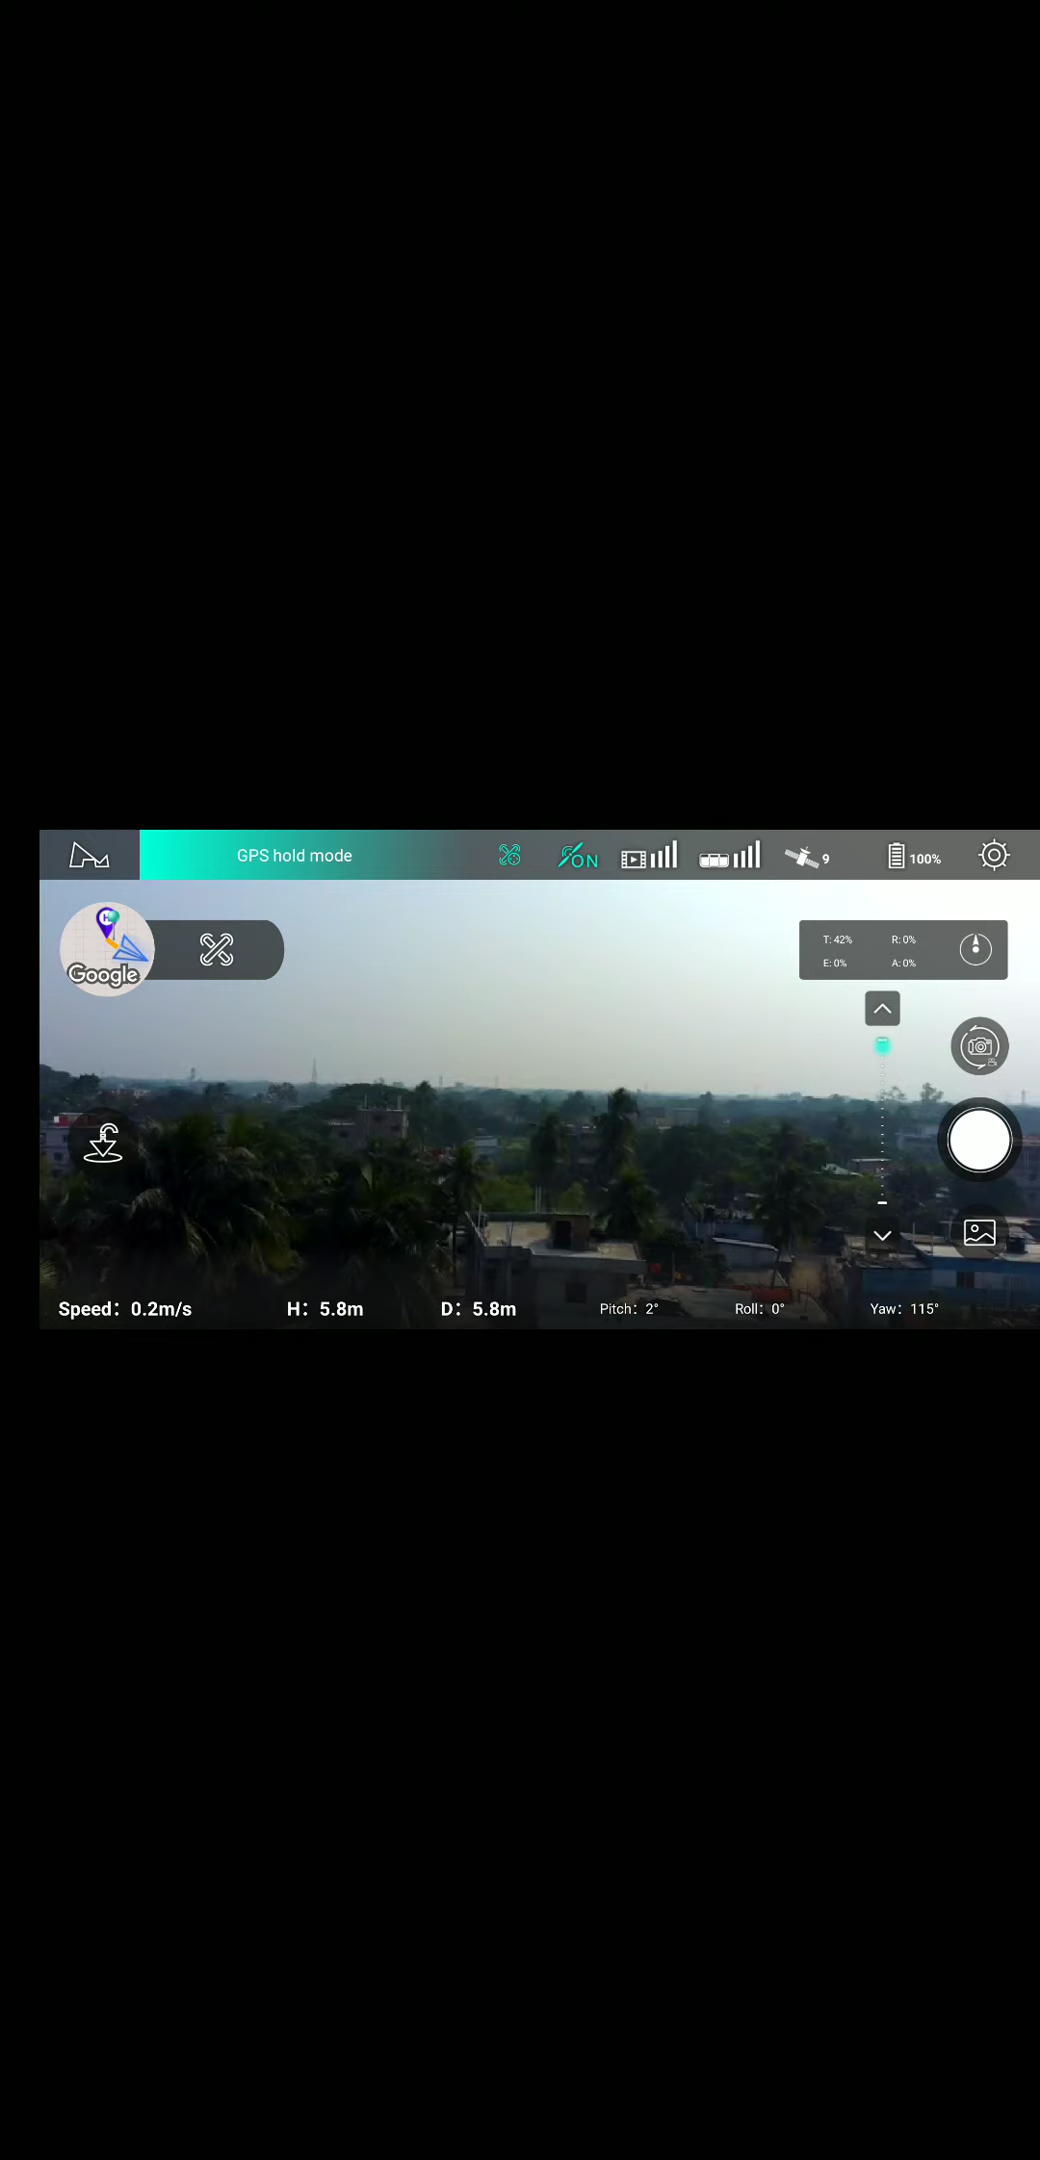 GPS hold mode
ON
9
100%
Google
H
T: 42% R: 0%
E: 0% A: 0%
Speed: 0.2m/s H: 5.8m D: 5.8m Pitch: 2° Roll: 0° Yaw: 115°